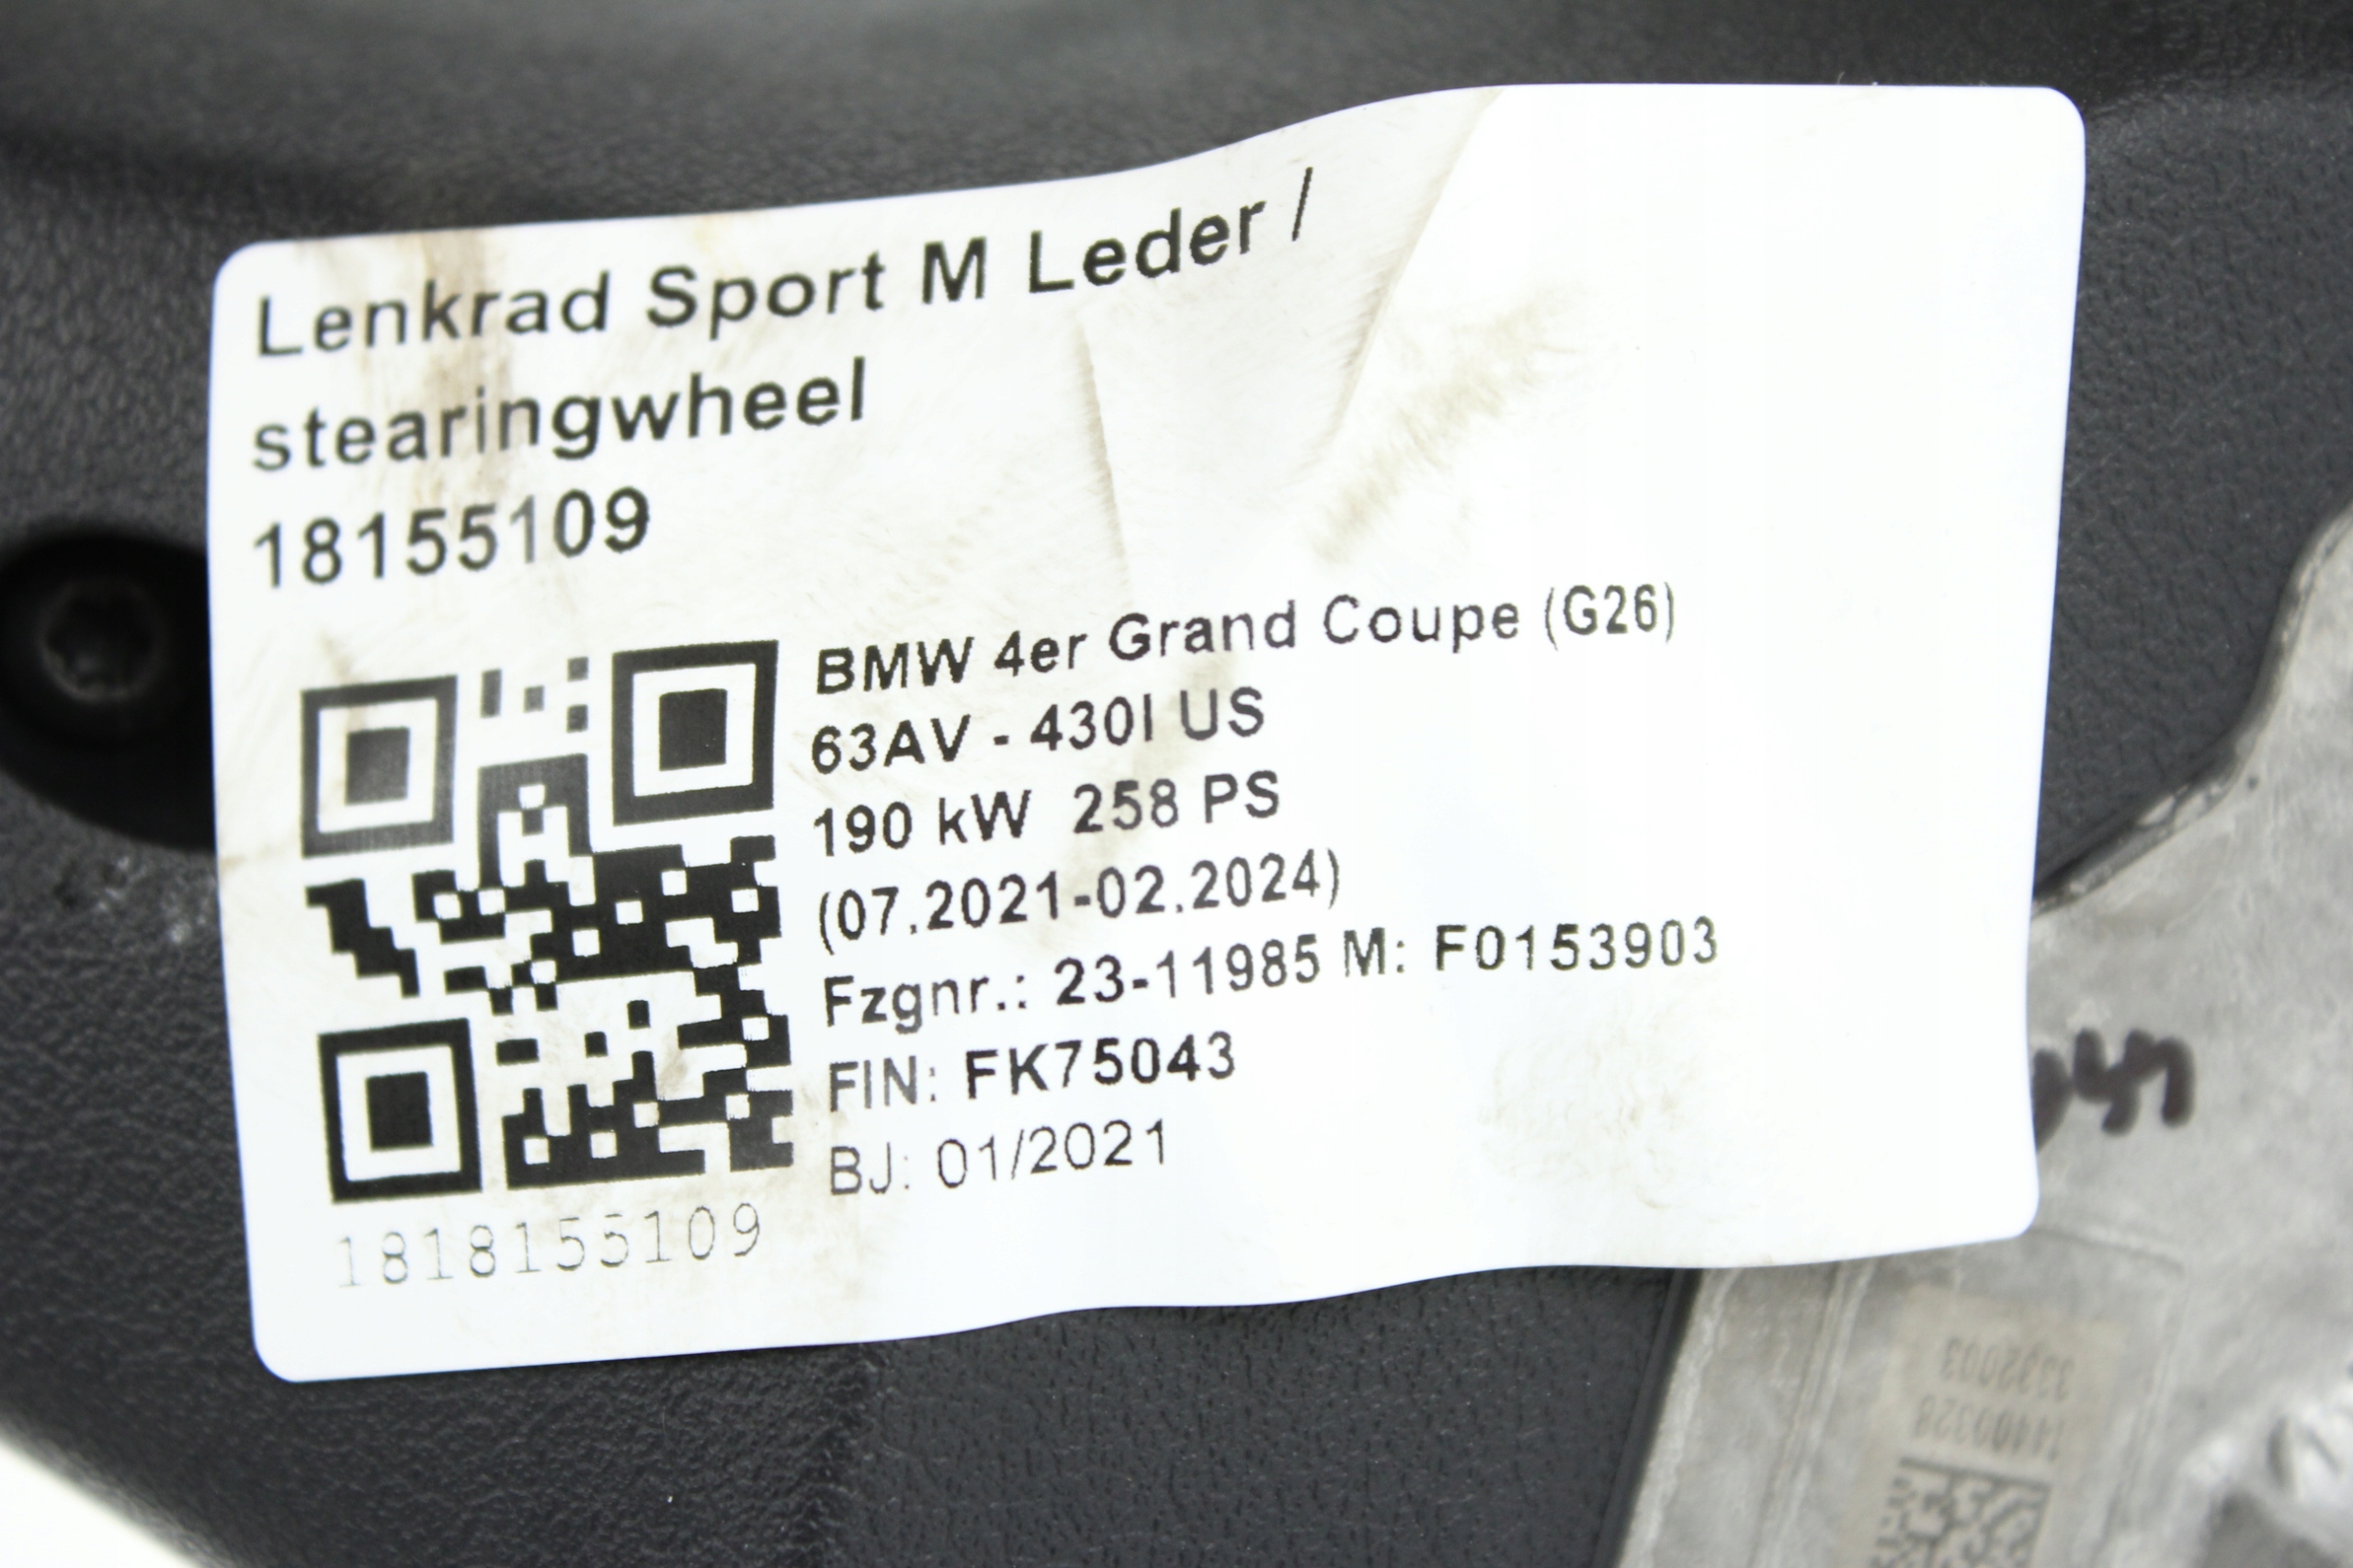 Lenkrad Sport M Leder /
stearingwheel
18155109
BMW 4er Grand Coupe (G26)
63AV - 430I US
190 kW 258 PS
(07.2021-02.2024)
Fzgnr.: 23-11985 M: F0153903
FIN: FK75043
BJ: 01/2021
1818155109